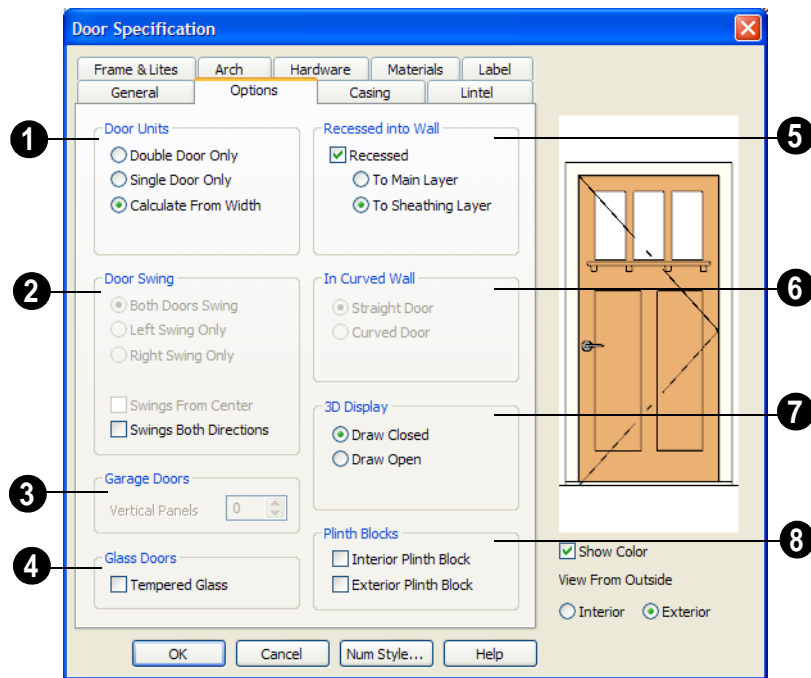 Door Specification
Frame & Lites Arch Hardware Materials Label
General Options Casing Lintel
1
Door Units
Double Door Only
Single Door Only
Calculate From Width
2
Door Swing
Both Doors Swing
Left Swing Only
Right Swing Only
Swings From Center
Swings Both Directions
3
Garage Doors
Vertical Panels 0
4
Glass Doors
Tempered Glass
Recessed into Wall
5
Recessed
To Main Layer
To Sheathing Layer
In Curved Wall
6
Straight Door
Curved Door
3D Display
7
Draw Closed
Draw Open
Plinth Blocks
8
Interior Plinth Block
Exterior Plinth Block
Show Color
View From Outside
Interior Exterior
OK Cancel Num Style... Help